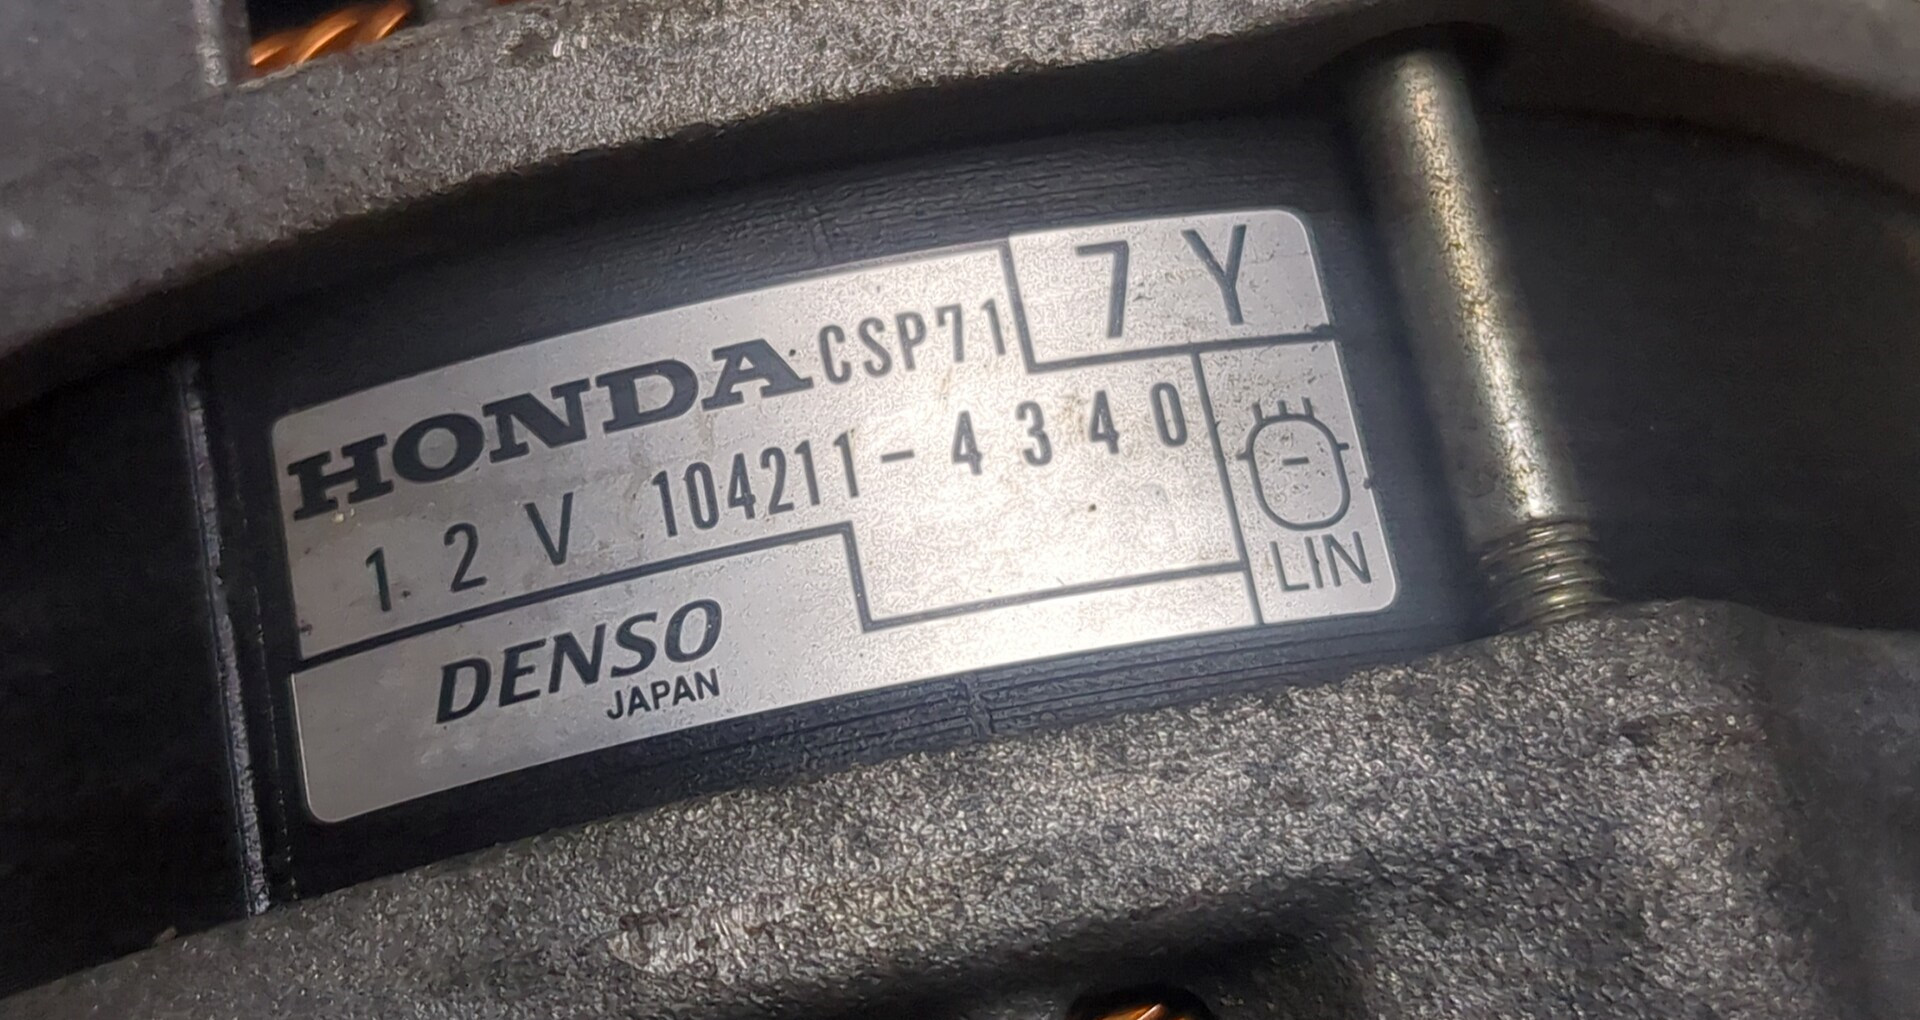 HONDA CSP71 7Y
12V 104211-4340
LIN
DENSO
JAPAN